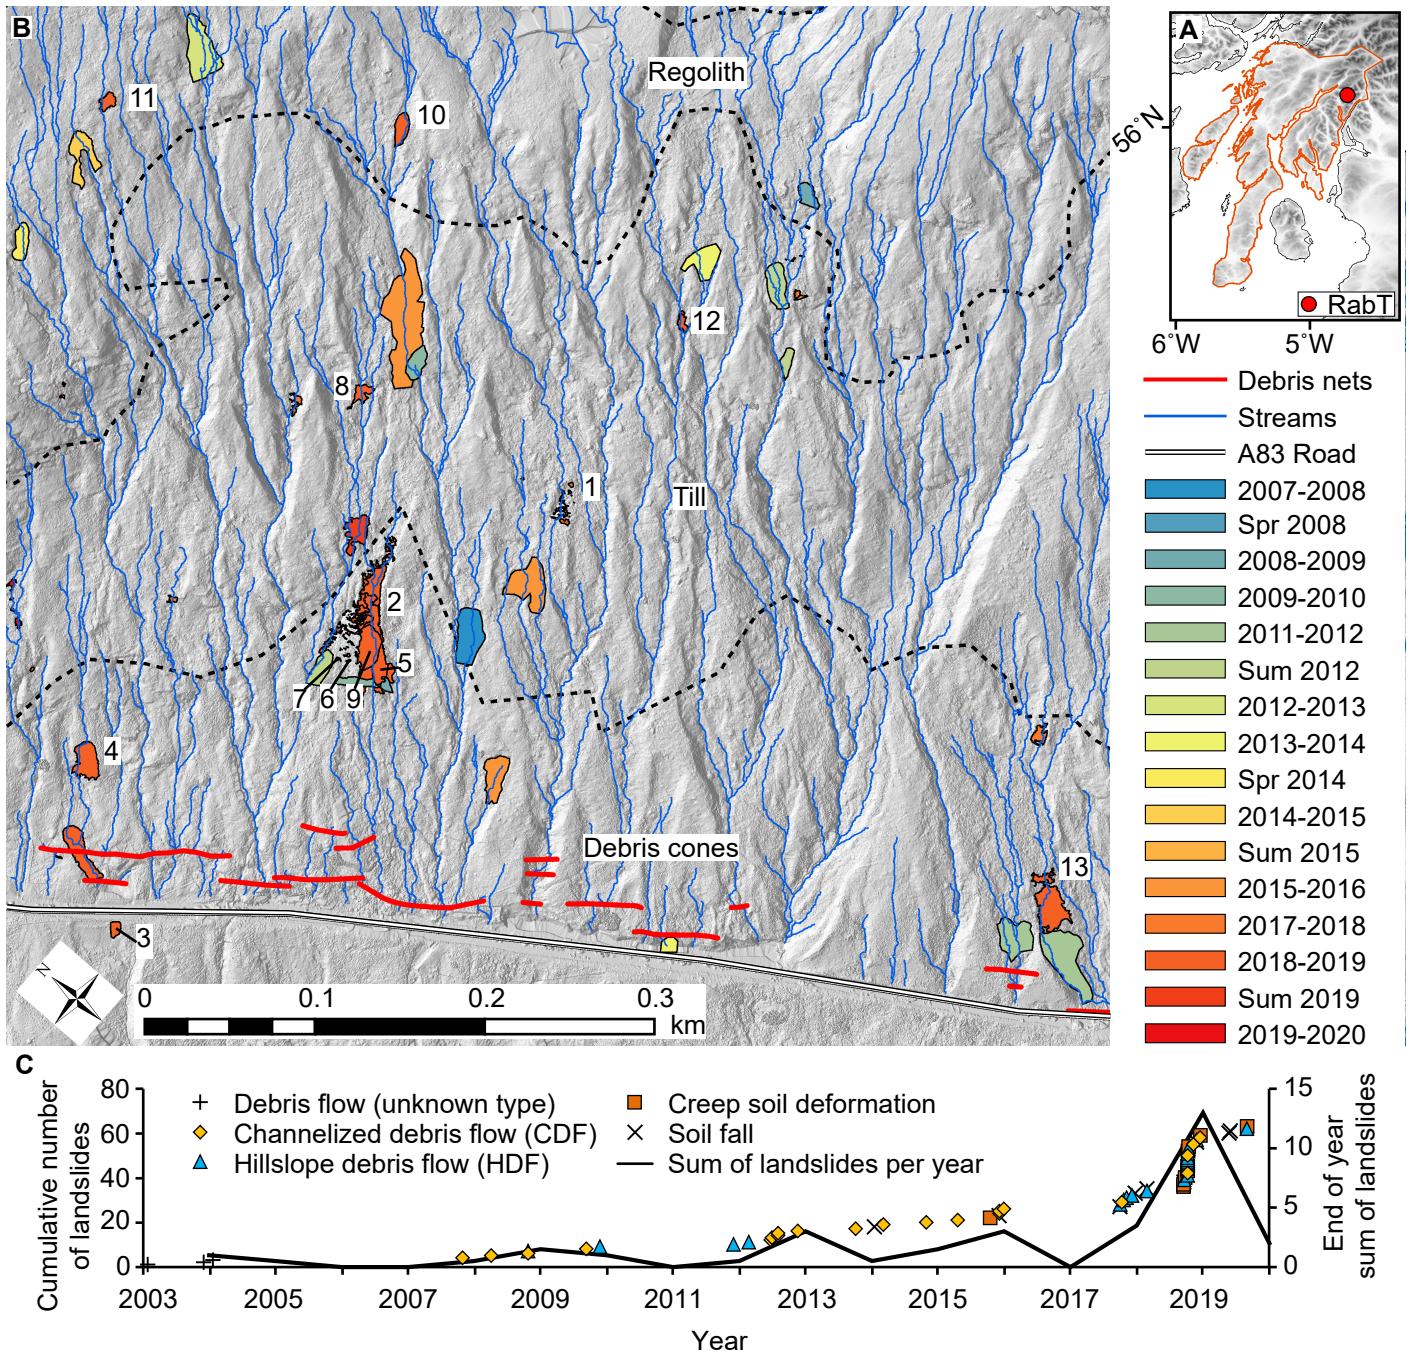 B
Regolith
11
10
12
8
1
Till
2
5
7
6
9
4
Debris cones
13
3
N
0
0.1
0.2
0.3
km
A
56°N
RabT
6°W
5°W
Debris nets
Streams
A83 Road
2007-2008
Spr 2008
2008-2009
2009-2010
2011-2012
Sum 2012
2012-2013
2013-2014
Spr 2014
2014-2015
Sum 2015
2015-2016
2017-2018
2018-2019
Sum 2019
2019-2020
C
Cumulative number
of landslides
80
60
40
20
0
Debris flow (unknown type)
Channelized debris flow (CDF)
Hillslope debris flow (HDF)
Creep soil deformation
Soil fall
Sum of landslides per year
15
10
5
0
End of year
sum of landslides
2003
2005
2007
2009
2011
2013
2015
2017
2019
Year